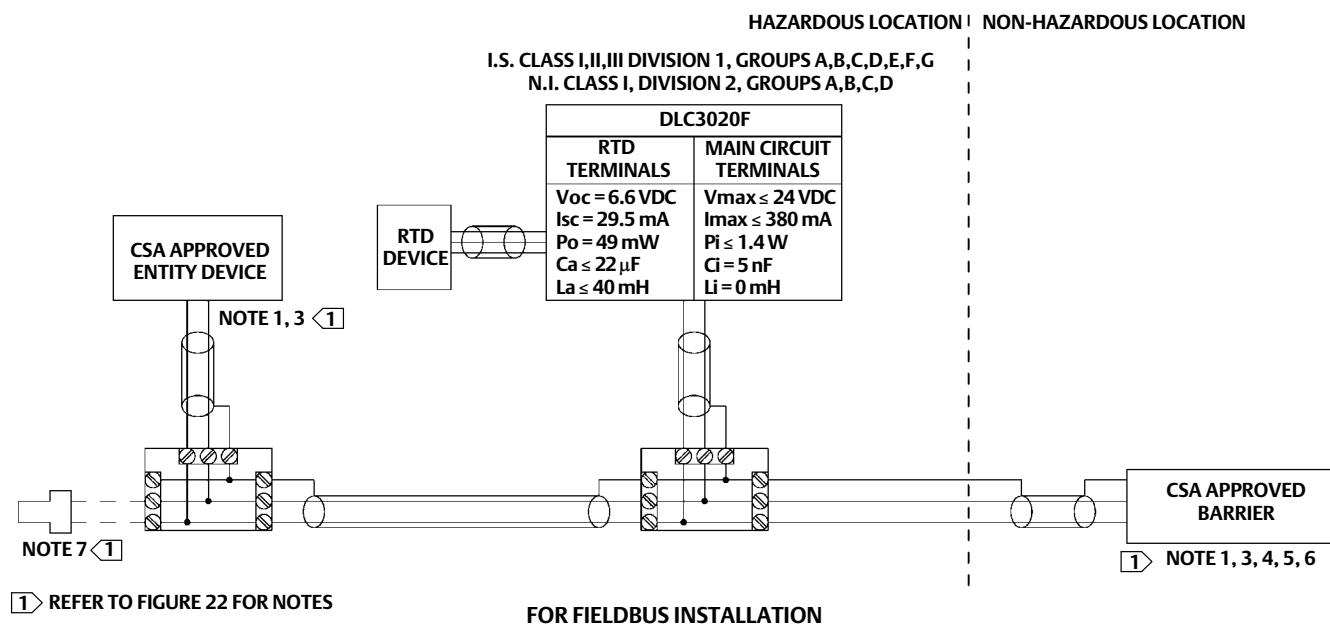 HAZARDOUS LOCATION
NON-HAZARDOUS LOCATION
I.S. CLASS I,II,III DIVISION 1, GROUPS A,B,C,D,E,F,G
N.I. CLASS I, DIVISION 2, GROUPS A,B,C,D
DLC3020F
RTD
TERMINALS
Voc = 6.6 VDC
Isc = 29.5 mA
Po = 49 mW
Ca ≤ 22 μF
La ≤ 40 mH
MAIN CIRCUIT
TERMINALS
Vmax ≤ 24 VDC
Imax ≤ 380 mA
Pi ≤ 1.4 W
Ci = 5 nF
Li = 0 mH
RTD
DEVICE
CSA APPROVED
ENTITY DEVICE
NOTE 1, 3 1
CSA APPROVED
BARRIER
1 NOTE 1, 3, 4, 5, 6
NOTE 7 1
1 REFER TO FIGURE 22 FOR NOTES
FOR FIELDBUS INSTALLATION